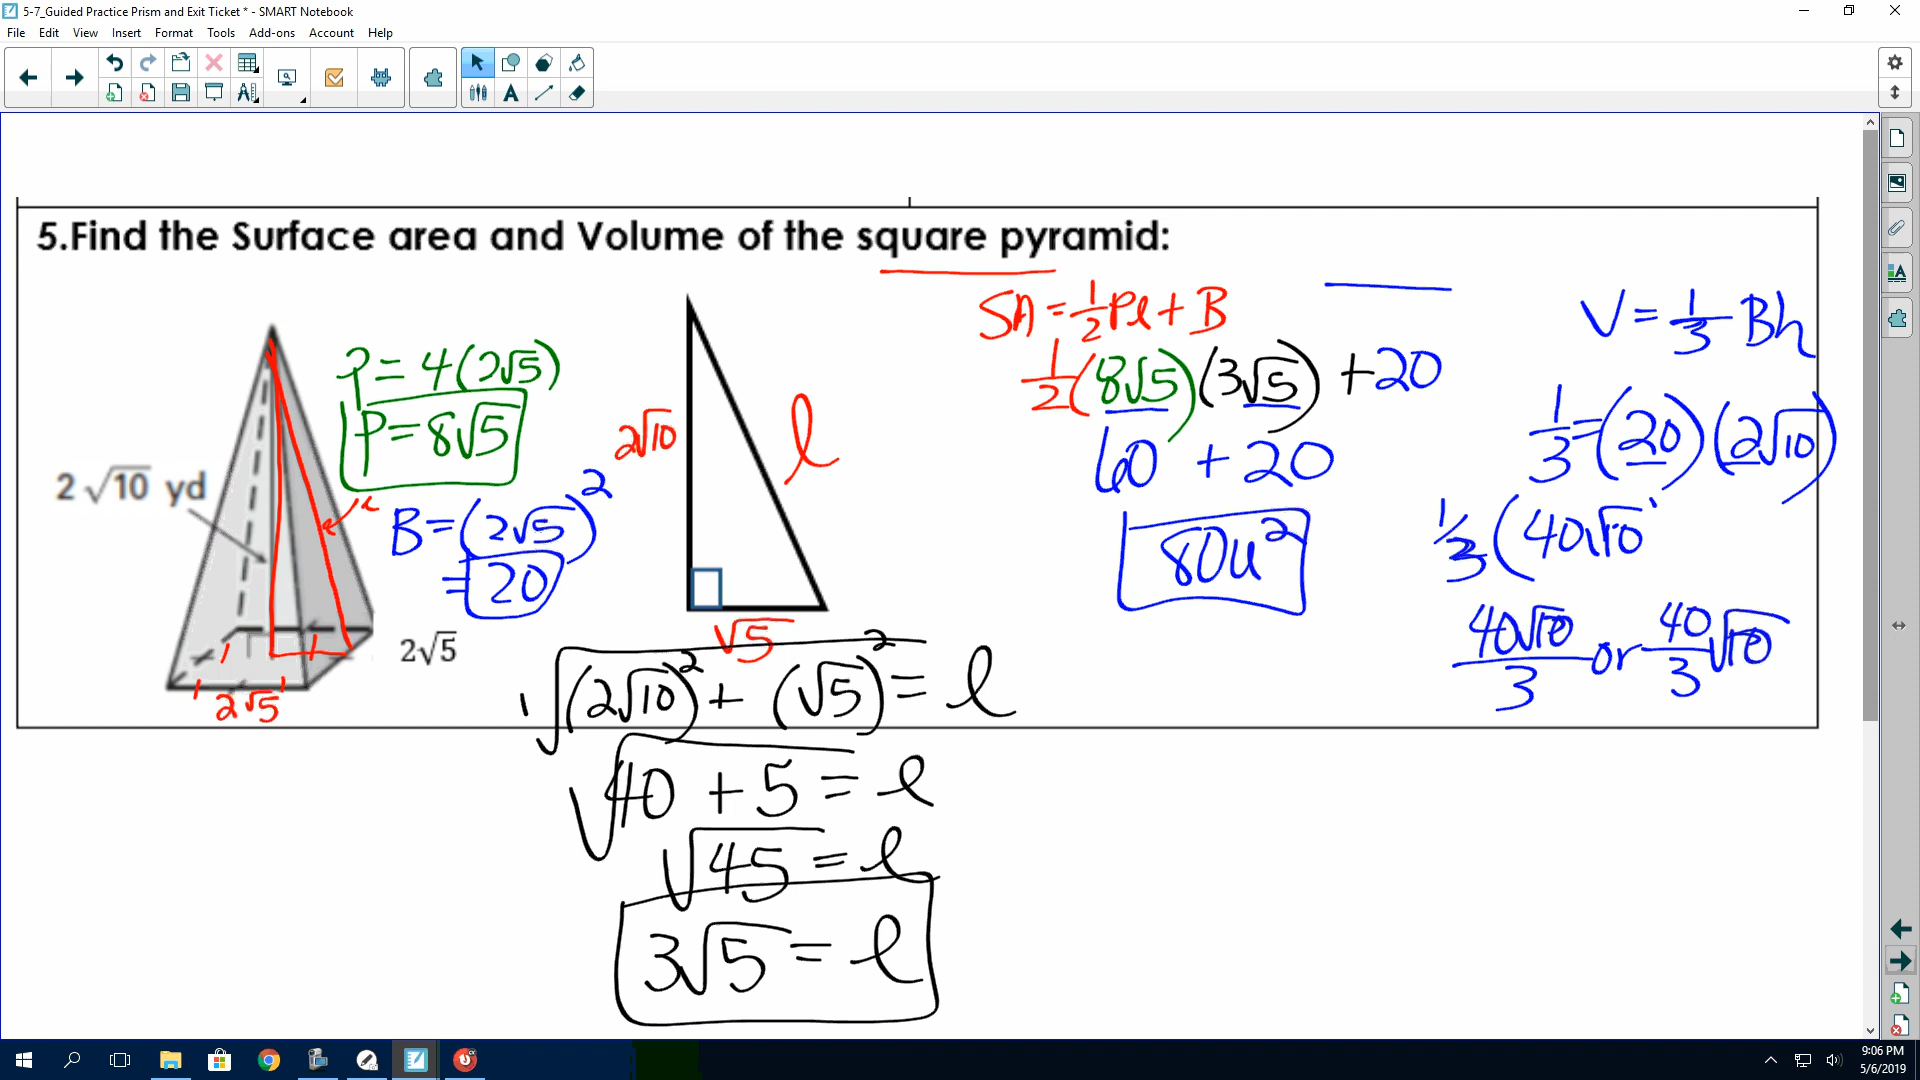 5-7_Guided Practice Prism and Exit Ticket * - SMART Notebook
File Edit View Insert Format Tools Add-ons Account Help
5.Find the Surface area and Volume of the square pyramid:
2 √10 yd
2√5
2√5
P = 4(2√5)
P = 8√5
B = (2√5)²
= 20
2√10
l
√5
√(2√10)² + (√5)² = l
√40 + 5 = l
√45 = l
3√5 = l
SA = 1/2 Pl + B
1/2 (8√5)(3√5) + 20
60 + 20
80u²
V = 1/3 Bh
1/3 = (20)(2√10)
1/3 (40√10
40√10/3 or 40/3 √10
9:06 PM
5/6/2019